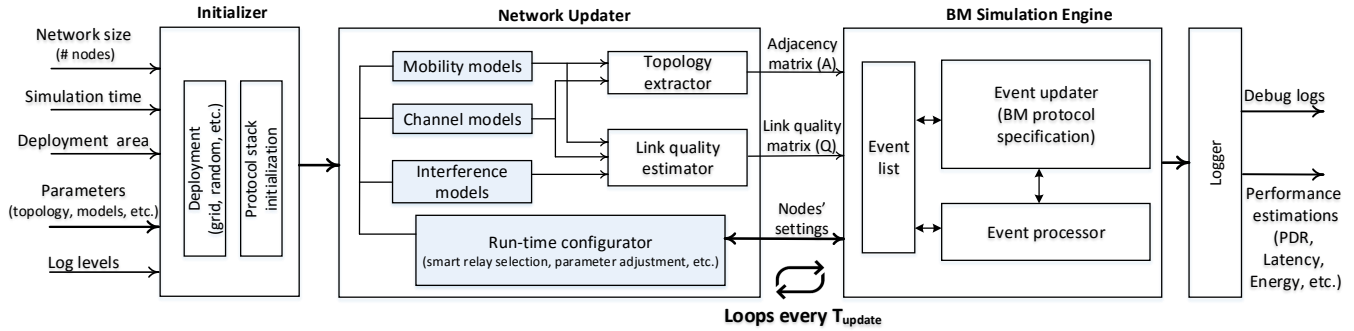 Initializer
Network Updater
BM Simulation Engine
Network size
(# nodes)
Simulation time
Deployment area
Parameters
(topology, models, etc.)
Log levels
Deployment
(grid, random, etc.)
Protocol stack
initialization
Mobility models
Channel models
Interference
models
Run-time configurator
(smart relay selection, parameter adjustment, etc.)
Topology
extractor
Link quality
estimator
Adjacency
matrix (A)
Link quality
matrix (Q)
Nodes'
settings
Loops every Tupdate
Event
list
Event updater
(BM protocol
specification)
Event processor
Logger
Debug logs
Performance
estimations
(PDR,
Latency,
Energy, etc.)